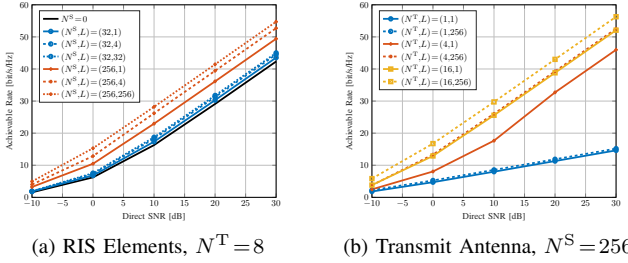 60
50
40
30
20
10
0
−10
−5
0
5
10
15
20
25
30
Achievable Rate [bit/s/Hz]
Direct SNR [dB]
N^S=0
(N^S,L)=(32,1)
(N^S,L)=(32,4)
(N^S,L)=(32,32)
(N^S,L)=(256,1)
(N^S,L)=(256,4)
(N^S,L)=(256,256)
(a) RIS Elements, N^T=8
60
50
40
30
20
10
0
−10
−5
0
5
10
15
20
25
30
Achievable Rate [bit/s/Hz]
Direct SNR [dB]
(N^T,L)=(1,1)
(N^T,L)=(1,256)
(N^T,L)=(4,1)
(N^T,L)=(4,256)
(N^T,L)=(16,1)
(N^T,L)=(16,256)
(b) Transmit Antenna, N^S=256